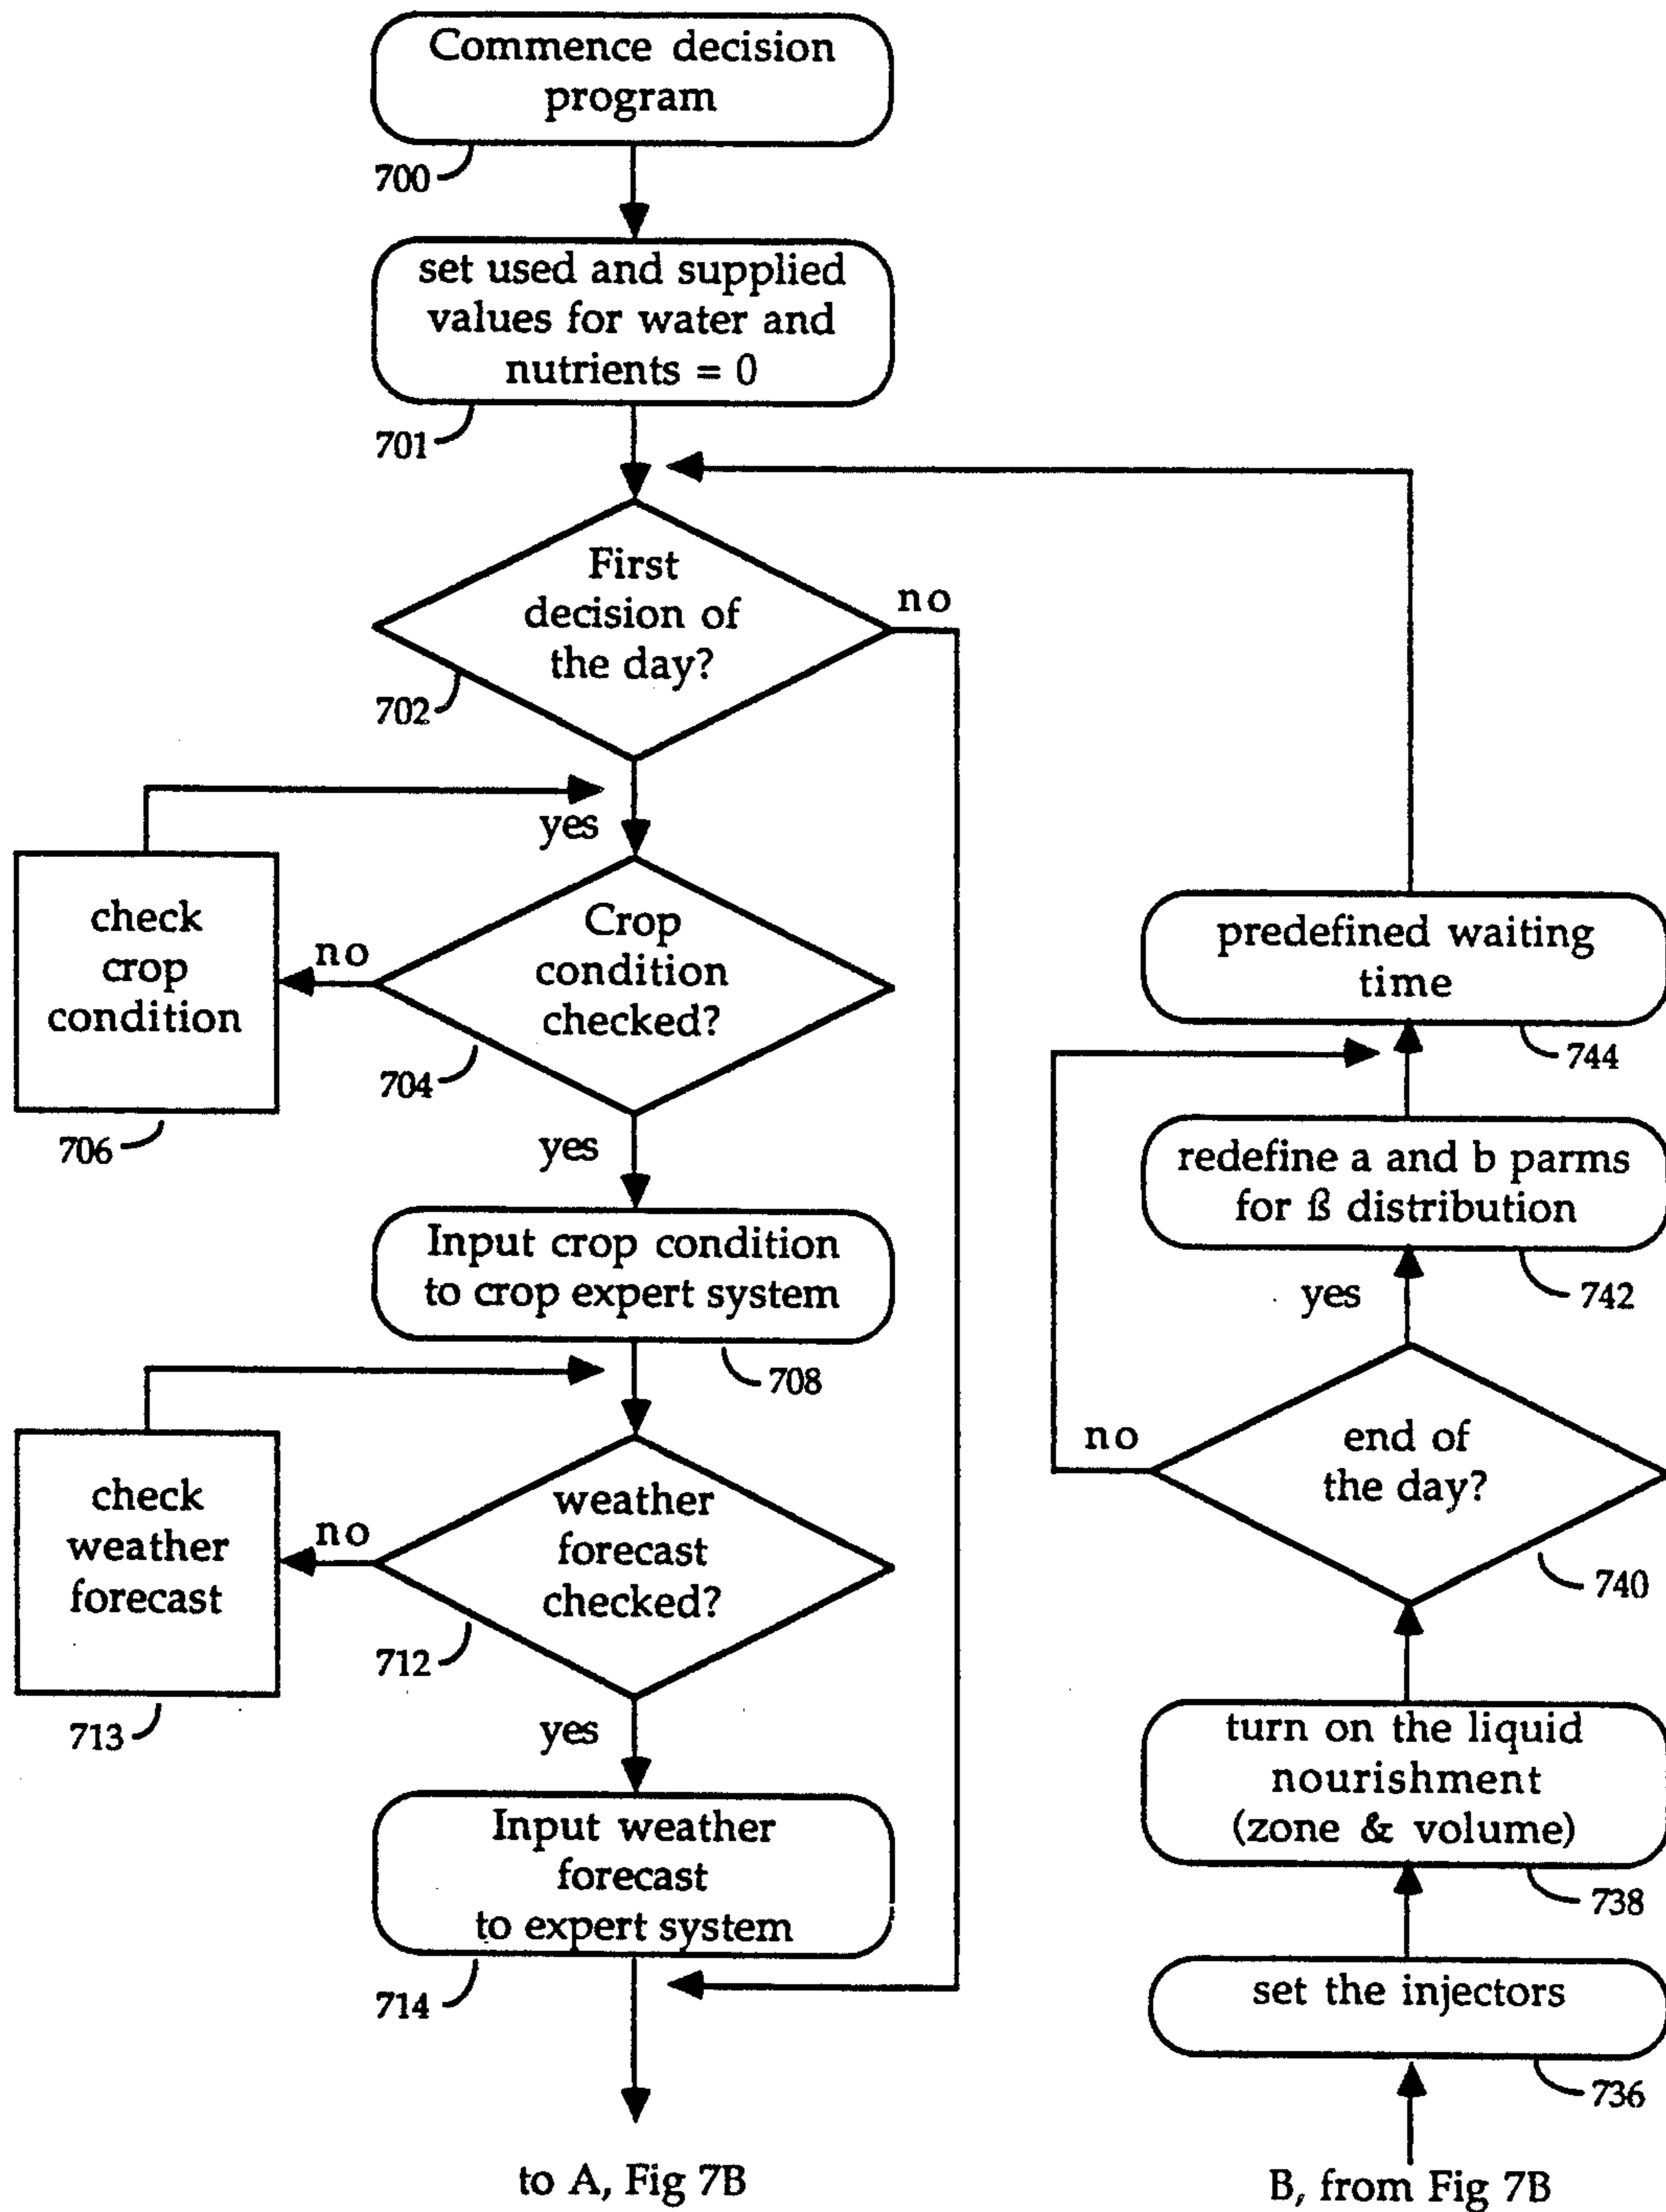 Commence decision
program
700
set used and supplied
values for water and
nutrients = 0
701
First
decision of
the day?
no
702
yes
check
crop
condition
no
Crop
condition
checked?
704
706
yes
Input crop condition
to crop expert system
708
check
weather
forecast
no
weather
forecast
checked?
712
713
yes
Input weather
forecast
to expert system
714
to A, Fig 7B
predefined waiting
time
744
redefine a and b parms
for ß distribution
742
yes
no
end of
the day?
740
turn on the liquid
nourishment
(zone & volume)
738
set the injectors
736
B, from Fig 7B